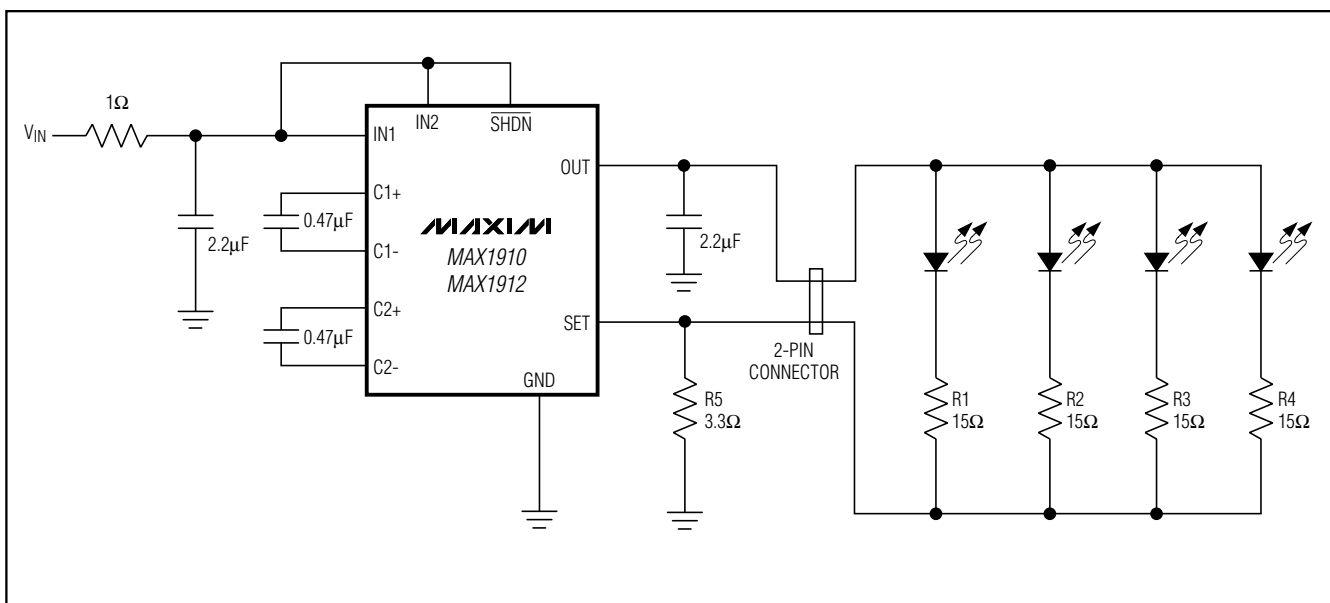 VIN
1Ω
2.2μF
0.47μF
0.47μF
IN1
IN2
SHDN
C1+
C1-
C2+
C2-
MAXIM
MAX1910
MAX1912
OUT
SET
GND
2.2μF
R5
3.3Ω
2-PIN
CONNECTOR
R1
15Ω
R2
15Ω
R3
15Ω
R4
15Ω